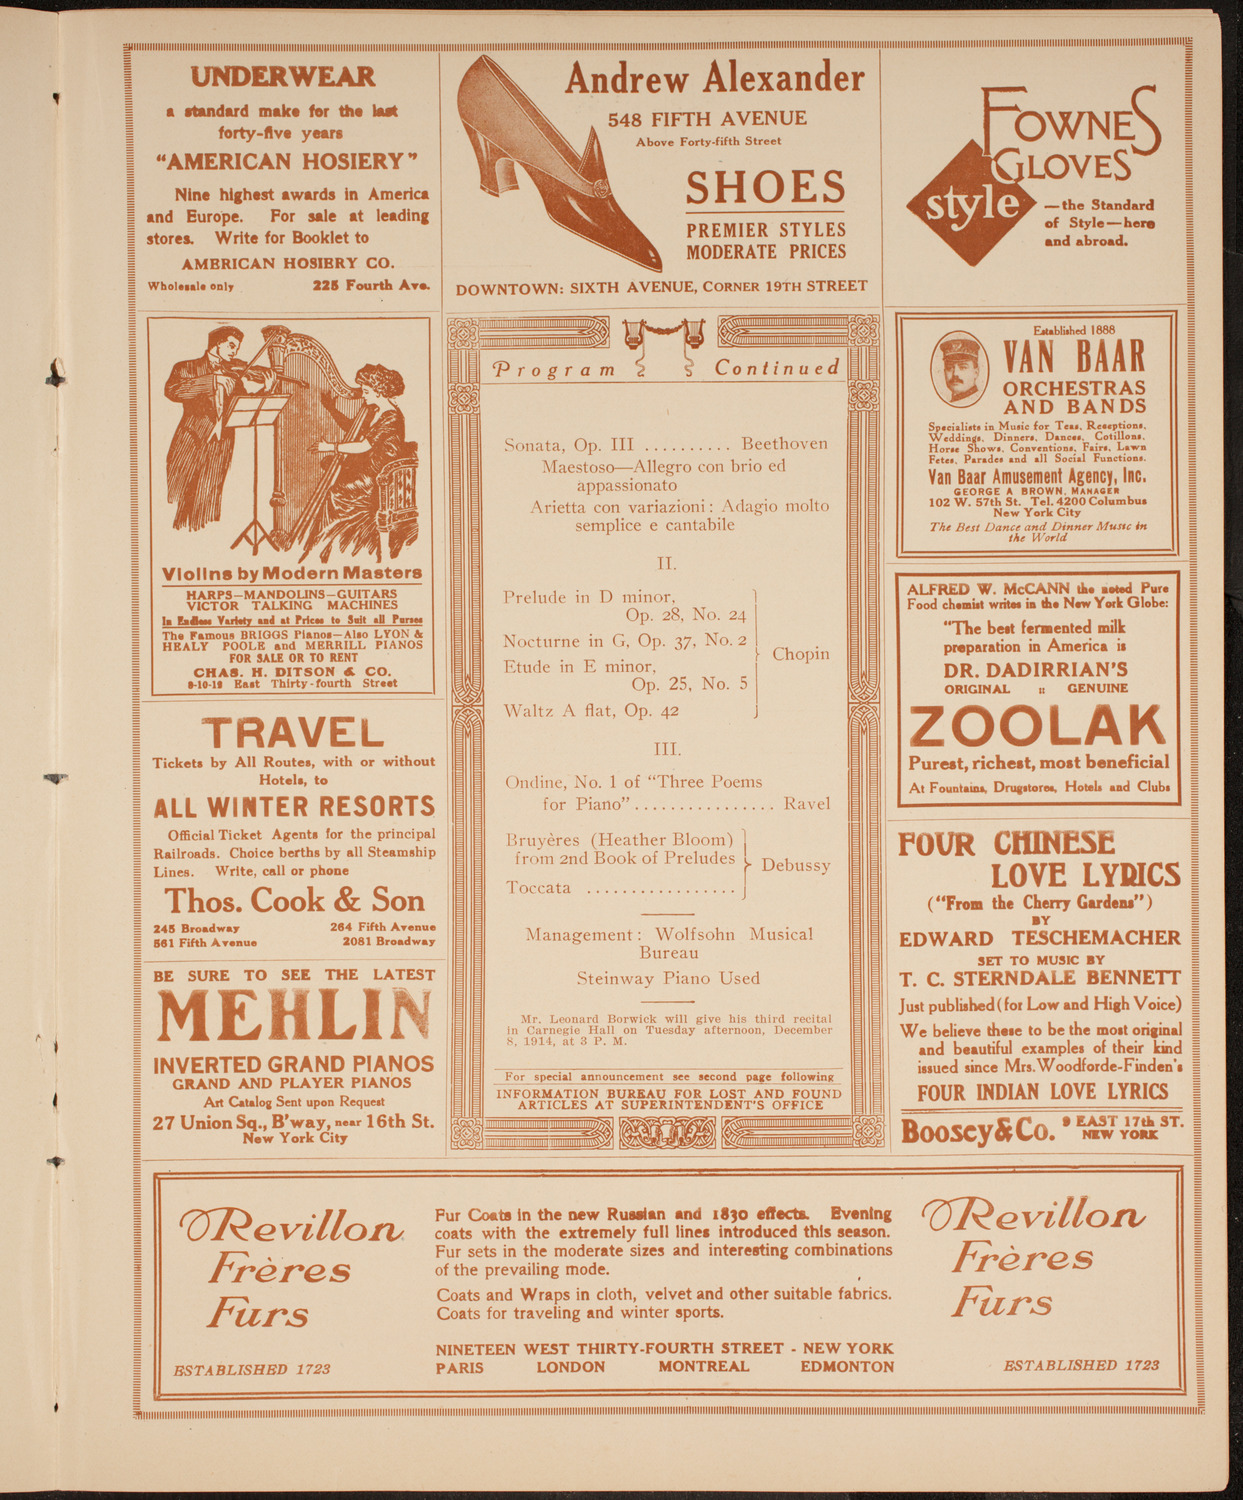 UNDERWEAR
a standard make for the last
forty-five years
"AMERICAN HOSIERY"
Nine highest awards in America
and Europe. For sale at leading
stores. Write for Booklet to
AMERICAN HOSIERY CO.
Wholesale only 225 Fourth Ave.
Andrew Alexander
548 FIFTH AVENUE
Above Forty-fifth Street
SHOES
PREMIER STYLES
MODERATE PRICES
DOWNTOWN: SIXTH AVENUE, CORNER 19TH STREET
FOWNES
GLOVES
style
—the Standard
of Style—here
and abroad.
Violins by Modern Masters
HARPS—MANDOLINS—GUITARS
VICTOR TALKING MACHINES
In Endless Variety and at Prices to Suit all Purses
The Famous BRIGGS Pianos—Also LYON &
HEALY POOLE and MERRILL PIANOS
FOR SALE OR TO RENT
CHAS. H. DITSON & CO.
8-10-12 East Thirty-fourth Street
TRAVEL
Tickets by All Routes, with or without
Hotels, to
ALL WINTER RESORTS
Official Ticket Agents for the principal
Railroads. Choice berths by all Steamship
Lines. Write, call or phone
Thos. Cook & Son
245 Broadway 264 Fifth Avenue
561 Fifth Avenue 2081 Broadway
BE SURE TO SEE THE LATEST
MEHLIN
INVERTED GRAND PIANOS
GRAND AND PLAYER PIANOS
Art Catalog Sent upon Request
27 Union Sq., B'way, near 16th St.
New York City
Program Continued
Sonata, Op. III .......... Beethoven
Maestoso—Allegro con brio ed
appassionato
Arietta con variazioni: Adagio molto
semplice e cantabile
II.
Prelude in D minor,
Op. 28, No. 24
Nocturne in G, Op. 37, No. 2
Chopin
Etude in E minor,
Op. 25, No. 5
Waltz A flat, Op. 42
III.
Ondine, No. 1 of "Three Poems
for Piano"................ Ravel
Bruyères (Heather Bloom)
from 2nd Book of Preludes
Debussy
Toccata .................
Management: Wolfsohn Musical
Bureau
Steinway Piano Used
Mr. Leonard Borwick will give his third recital
in Carnegie Hall on Tuesday afternoon, December
8, 1914, at 3 P. M.
For special announcement see second page following
INFORMATION BUREAU FOR LOST AND FOUND
ARTICLES AT SUPERINTENDENT'S OFFICE
Established 1888
VAN BAAR
ORCHESTRAS
AND BANDS
Specialists in Music for Teas, Receptions,
Weddings, Dinners, Dances, Cotillons,
Horse Shows, Conventions, Fairs, Lawn
Fetes, Parades and all Social Functions.
Van Baar Amusement Agency, Inc.
GEORGE A BROWN, MANAGER
102 W. 57th St. Tel. 4200 Columbus
New York City
The Best Dance and Dinner Music in
the World
ALFRED W. McCANN the noted Pure
Food chemist writes in the New York Globe:
"The best fermented milk
preparation in America is
DR. DADIRRIAN'S
ORIGINAL :: GENUINE
ZOOLAK
Purest, richest, most beneficial
At Fountains, Drugstores, Hotels and Clubs
FOUR CHINESE
LOVE LYRICS
("From the Cherry Gardens")
BY
EDWARD TESCHEMACHER
SET TO MUSIC BY
T. C. STERNDALE BENNETT
Just published (for Low and High Voice)
We believe these to be the most original
and beautiful examples of their kind
issued since Mrs. Woodforde-Finden's
FOUR INDIAN LOVE LYRICS
Boosey & Co. 9 EAST 17th ST.
NEW YORK
Revillon
Frères
Furs
ESTABLISHED 1723
Fur Coats in the new Russian and 1830 effects. Evening
coats with the extremely full lines introduced this season.
Fur sets in the moderate sizes and interesting combinations
of the prevailing mode.
Coats and Wraps in cloth, velvet and other suitable fabrics.
Coats for traveling and winter sports.
NINETEEN WEST THIRTY-FOURTH STREET - NEW YORK
PARIS LONDON MONTREAL EDMONTON
Revillon
Frères
Furs
ESTABLISHED 1723